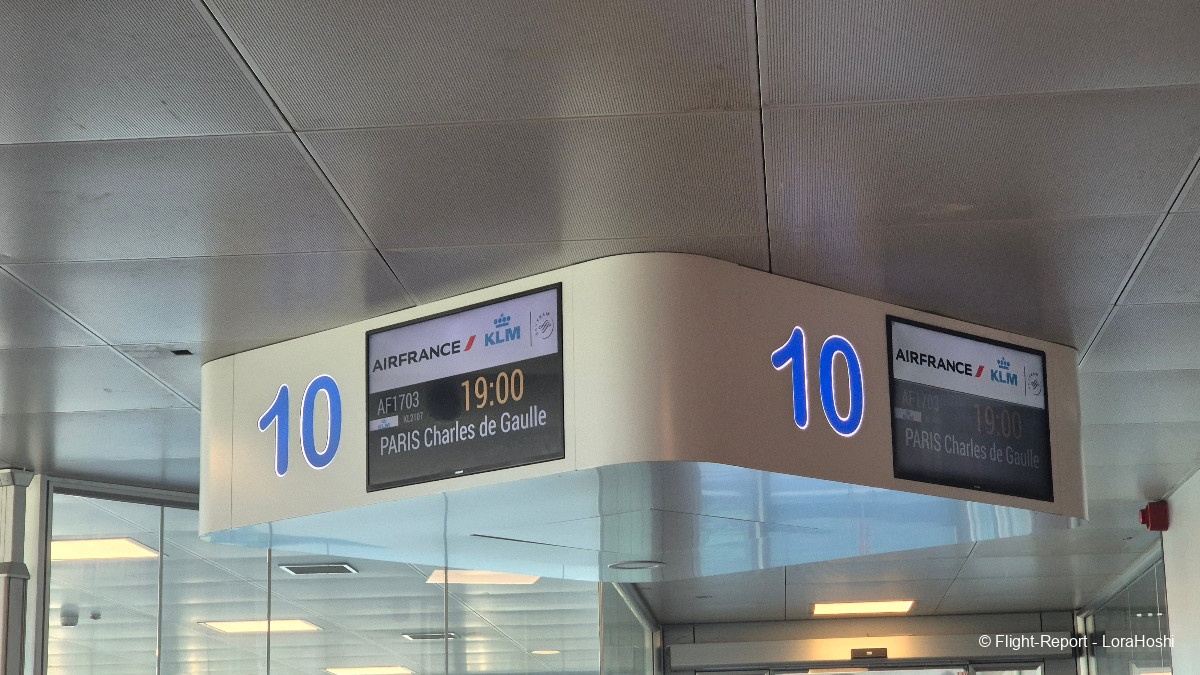 10
AIRFRANCE KLM
AF1703 19:00
KL2107
PARIS Charles de Gaulle
10
AIRFRANCE KLM
AF1703 19:00
PARIS Charles de Gaulle
© Flight-Report - LoraHoshi